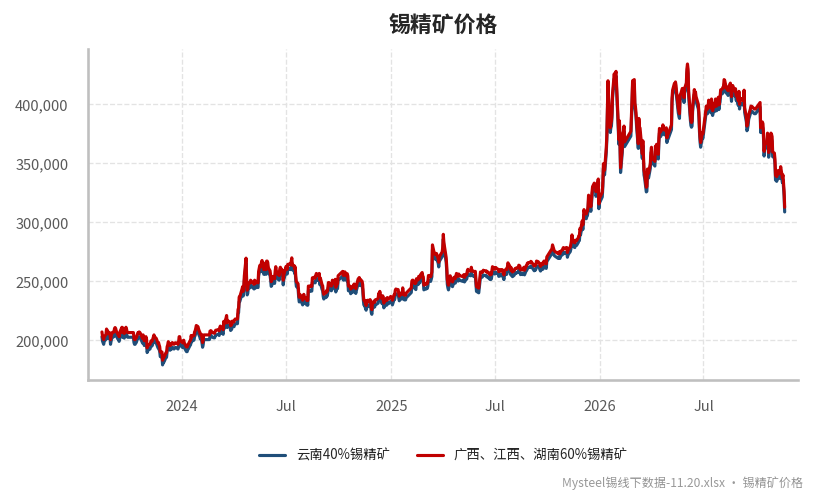 锡精矿价格
400,000
350,000
300,000
250,000
200,000
2024
Jul
2025
Jul
2026
Jul
云南40%锡精矿
广西、江西、湖南60%锡精矿
Mysteel锡线下数据-11.20.xlsx · 锡精矿价格